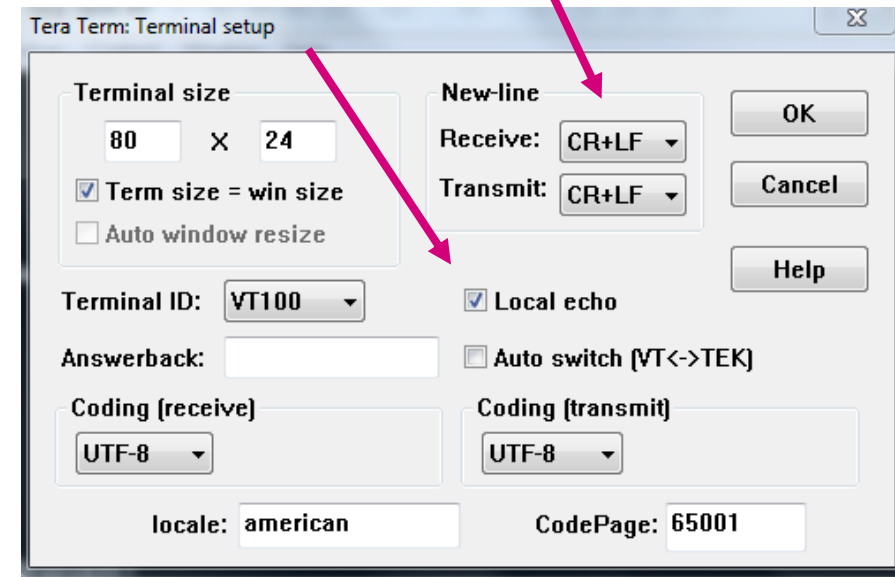 Tera Term: Terminal setup
Terminal size
80 X 24
Term size = win size
Auto window resize
New-line
Receive: CR+LF
Transmit: CR+LF
OK
Cancel
Help
Terminal ID: VT100
Local echo
Answerback:
Auto switch (VT<->TEK)
Coding (receive)
UTF-8
Coding (transmit)
UTF-8
locale: american
CodePage: 65001